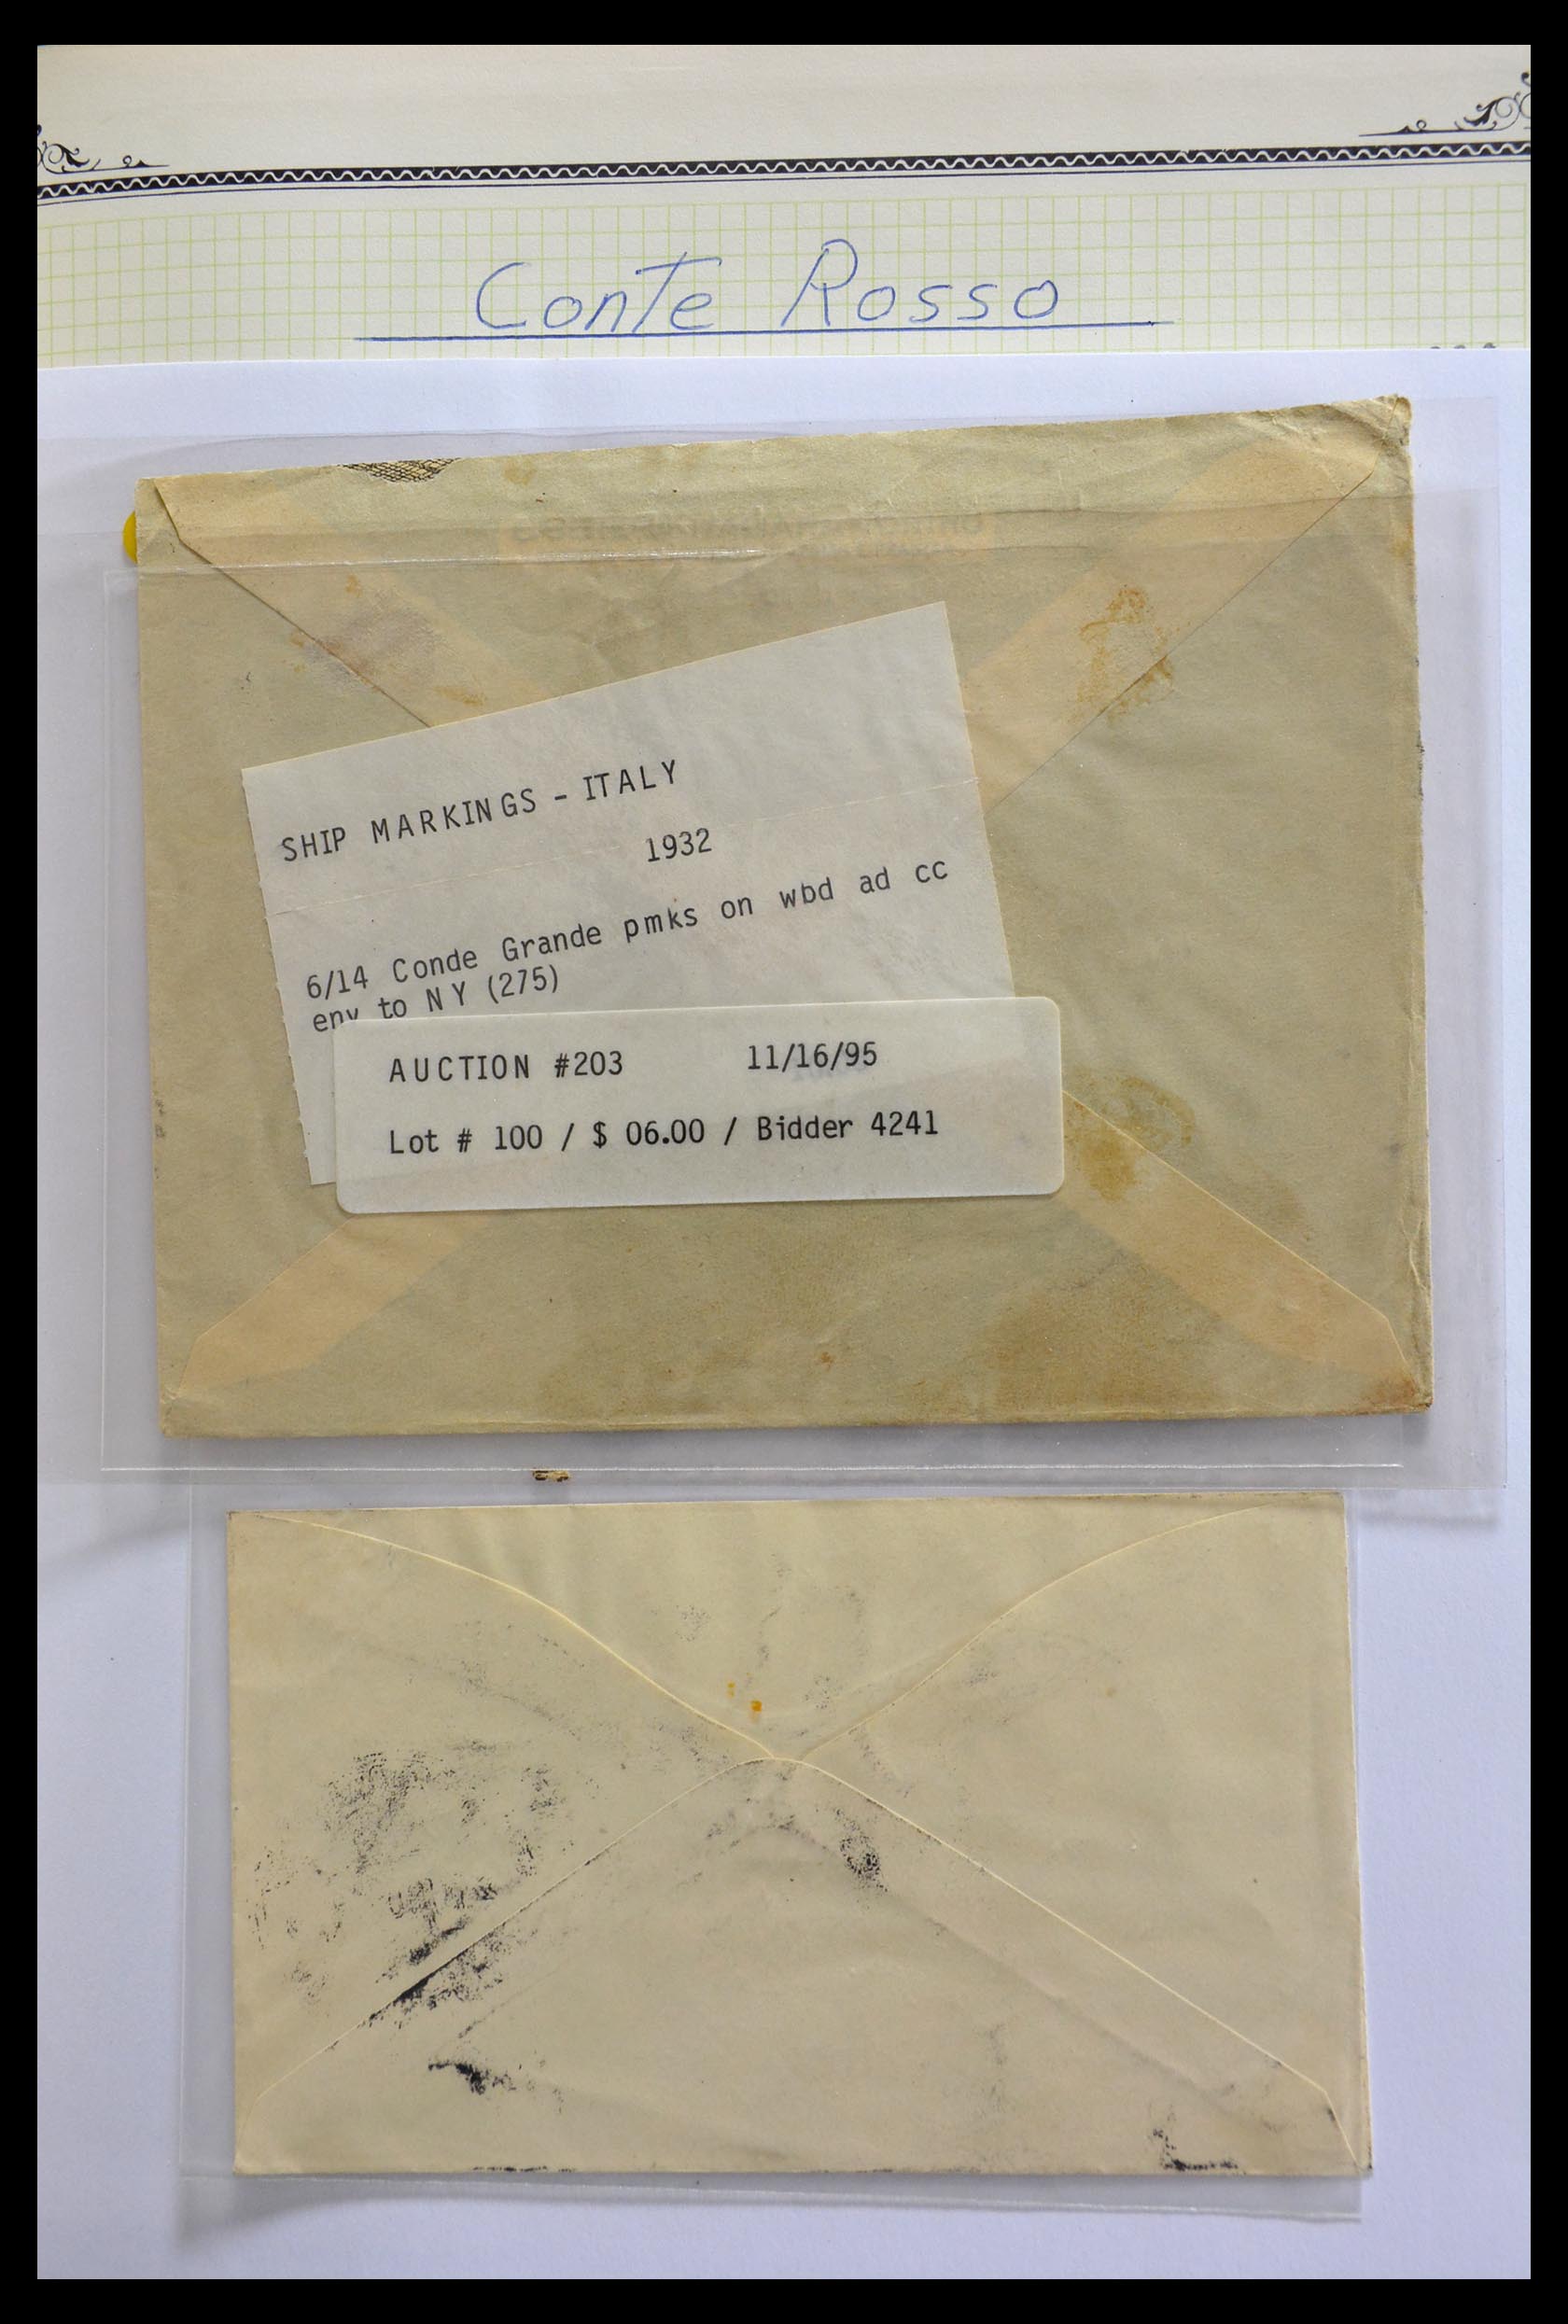 Conte Rosso
SHIP MARKINGS - ITALY
1932
6/14 Conde Grande pmks on wbd ad cc
env to NY (275)
AUCTION #203 11/16/95
Lot # 100 / $ 06.00 / Bidder 4241